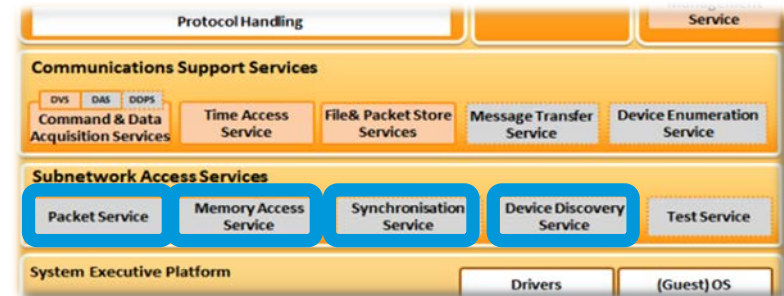 Management
Protocol Handling
Service
Communications Support Services
DVS DAS DDPS
Command & Data
Acquisition Services
Time Access
Service
File& Packet Store
Services
Message Transfer
Service
Device Enumeration
Service
Subnetwork Access Services
Packet Service
Memory Access
Service
Synchronisation
Service
Device Discovery
Service
Test Service
System Executive Platform
Drivers
(Guest) OS